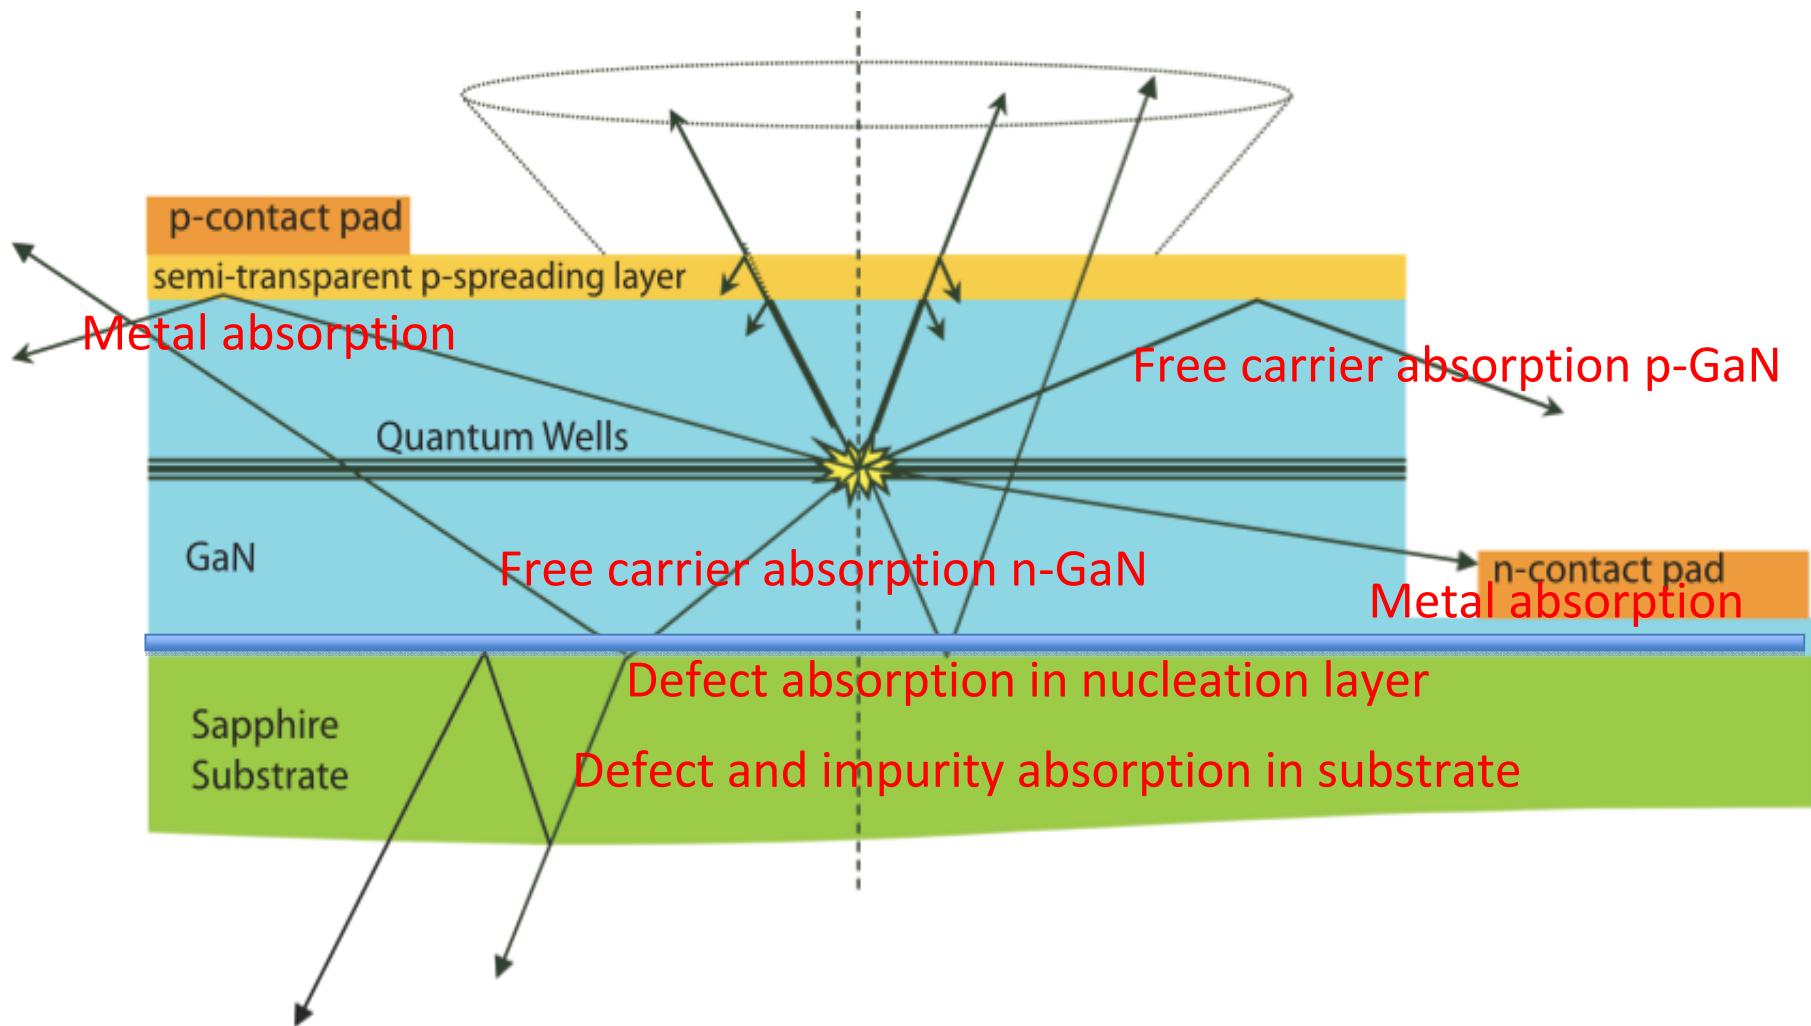 p-contact pad
semi-transparent p-spreading layer
Metal absorption
Free carrier absorption p-GaN
Quantum Wells
GaN
Free carrier absorption n-GaN
n-contact pad
Metal absorption
Defect absorption in nucleation layer
Sapphire
Substrate
Defect and impurity absorption in substrate